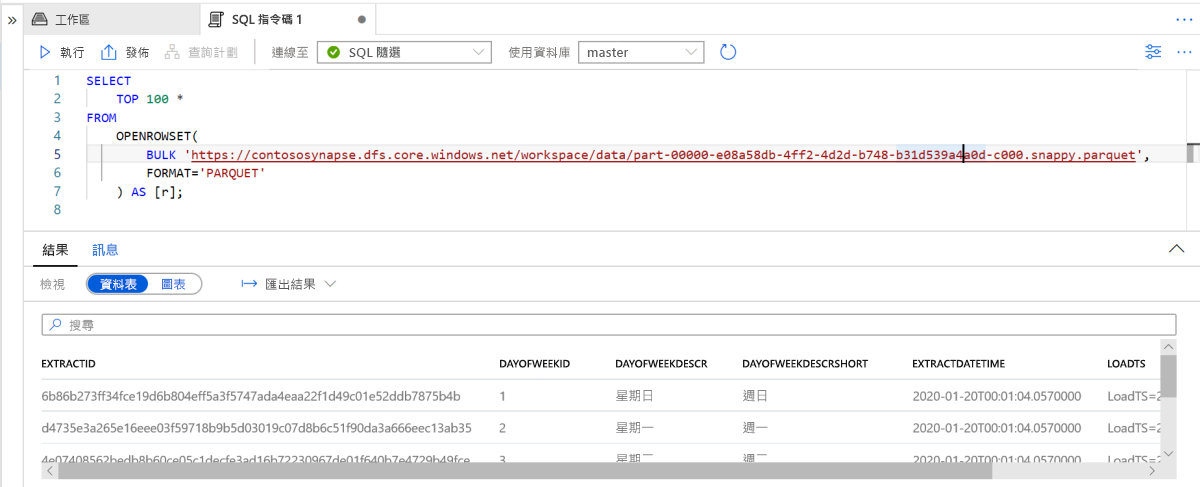 » 工作區 SQL 指令碼 1 ● ...
執行 發佈 查詢計劃 連線至 SQL 隨選 使用資料庫 master ...
1 SELECT
2 TOP 100 *
3 FROM
4 OPENROWSET(
5 BULK 'https://contososynapse.dfs.core.windows.net/workspace/data/part-00000-e08a58db-4ff2-4d2d-b748-b31d539a4a0d-c000.snappy.parquet',
6 FORMAT='PARQUET'
7 ) AS [r];
8
結果 訊息
檢視 資料表 圖表 匯出結果
搜尋
EXTRACTID DAYOFWEEKID DAYOFWEEKDESCR DAYOFWEEKDESCRSHORT EXTRACTDATETIME LOADTS
6b86b273ff34fce19d6b804eff5a3f5747ada4eaa22f1d49c01e52ddb7875b4b 1 星期日 週日 2020-01-20T00:01:04.0570000 LoadTS=2
d4735e3a265e16eee03f59718b9b5d03019c07d8b6c51f90da3a666eec13ab35 2 星期一 週一 2020-01-20T00:01:04.0570000 LoadTS=2
4e07408562bedb8b60ce05c1decfe3ad16b72230967de01f640b7e4729b49fce 3 星期二 週二 2020-01-20T00:01:04.0570000 LoadTS=2